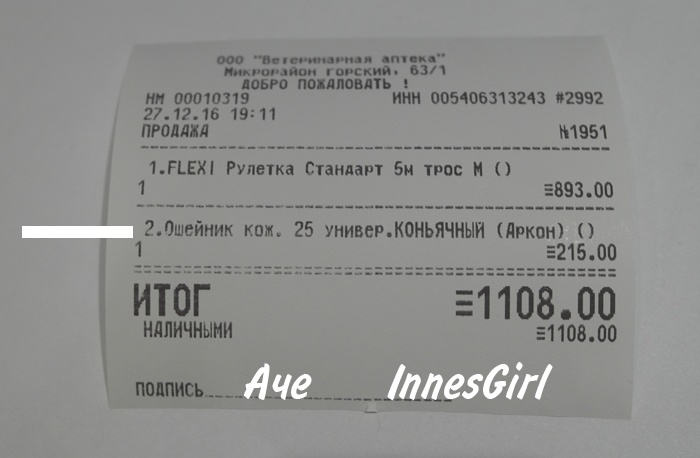 ООО "Ветеринарная аптека"
Микрорайон горский, 63/1
ДОБРО ПОЖАЛОВАТЬ !
НМ 00010319 ИНН 005406313243 #2992
27.12.16 19:11
ПРОДАЖА №1951
1.FLEXI Рулетка Стандарт 5м трос М ()
1 ≡893.00
2.Ошейник кож. 25 универ.КОНЬЯЧНЫЙ (Аркон) ()
1 ≡215.00
ИТОГ ≡1108.00
НАЛИЧНЫМИ ≡1108.00
ПОДПИСЬ
Aye InnesGirl